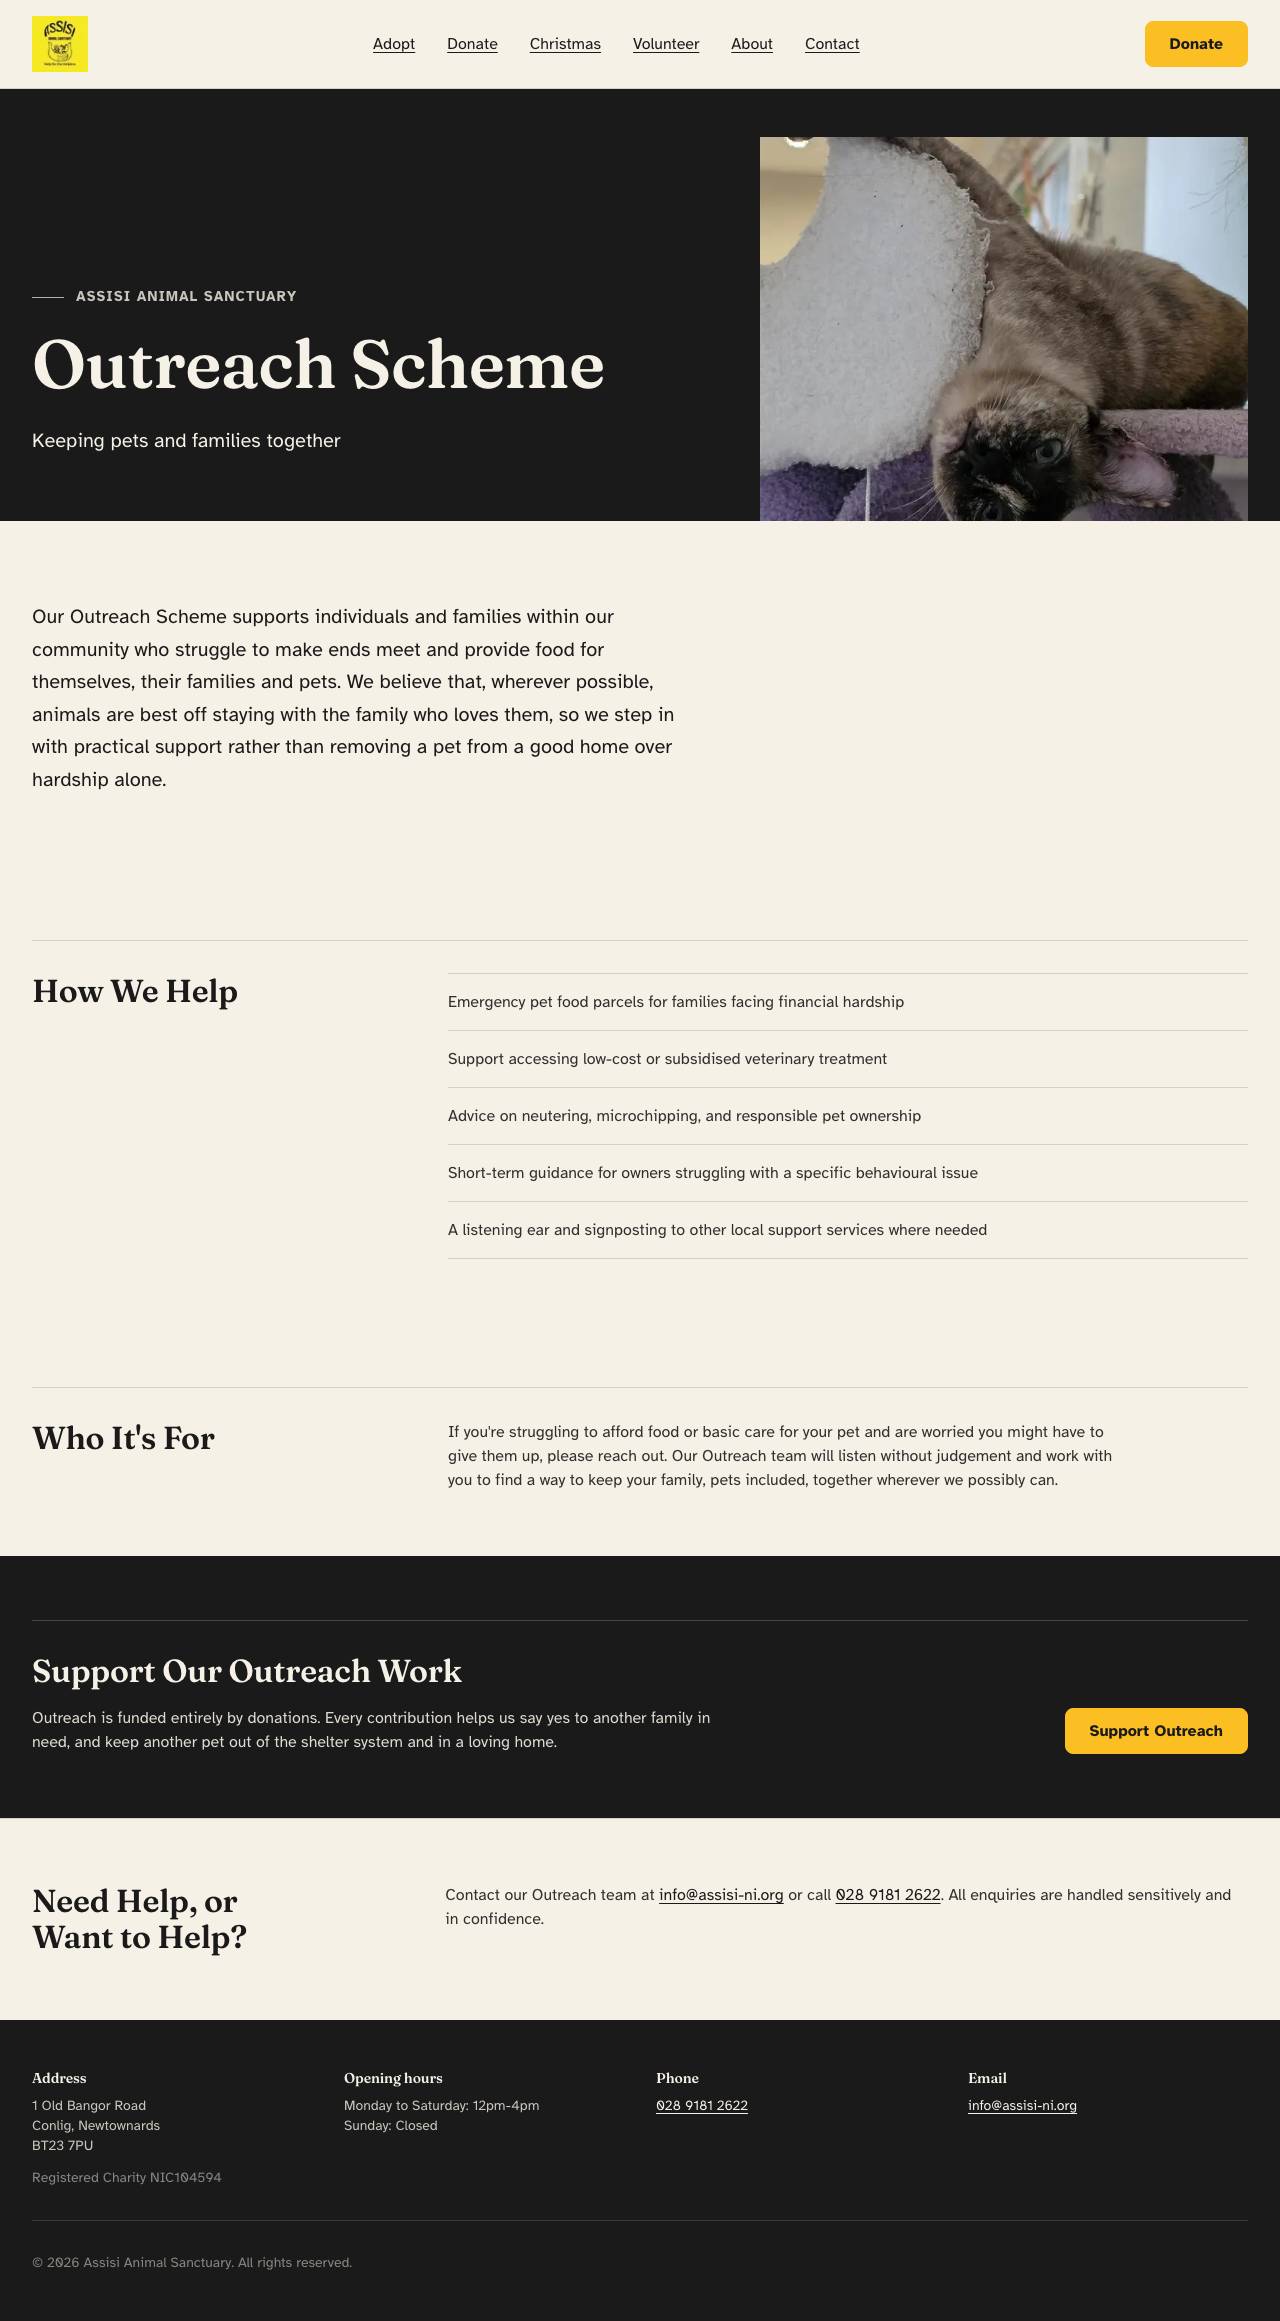 ASSISI
Adopt
Donate
Christmas
Volunteer
About
Contact
Donate
ASSISI ANIMAL SANCTUARY
Outreach Scheme
Keeping pets and families together
Our Outreach Scheme supports individuals and families within our
community who struggle to make ends meet and provide food for
themselves, their families and pets. We believe that, wherever possible,
animals are best off staying with the family who loves them, so we step in
with practical support rather than removing a pet from a good home over
hardship alone.
How We Help
Emergency pet food parcels for families facing financial hardship
Support accessing low-cost or subsidised veterinary treatment
Advice on neutering, microchipping, and responsible pet ownership
Short-term guidance for owners struggling with a specific behavioural issue
A listening ear and signposting to other local support services where needed
Who It's For
If you're struggling to afford food or basic care for your pet and are worried you might have to
give them up, please reach out. Our Outreach team will listen without judgement and work with
you to find a way to keep your family, pets included, together wherever we possibly can.
Support Our Outreach Work
Outreach is funded entirely by donations. Every contribution helps us say yes to another family in
need, and keep another pet out of the shelter system and in a loving home.
Support Outreach
Need Help, or
Want to Help?
Contact our Outreach team at info@assisi-ni.org or call 028 9181 2622. All enquiries are handled sensitively and
in confidence.
Address
1 Old Bangor Road
Conlig, Newtownards
BT23 7PU
Registered Charity NIC104594
Opening hours
Monday to Saturday: 12pm-4pm
Sunday: Closed
Phone
028 9181 2622
Email
info@assisi-ni.org
© 2026 Assisi Animal Sanctuary. All rights reserved.